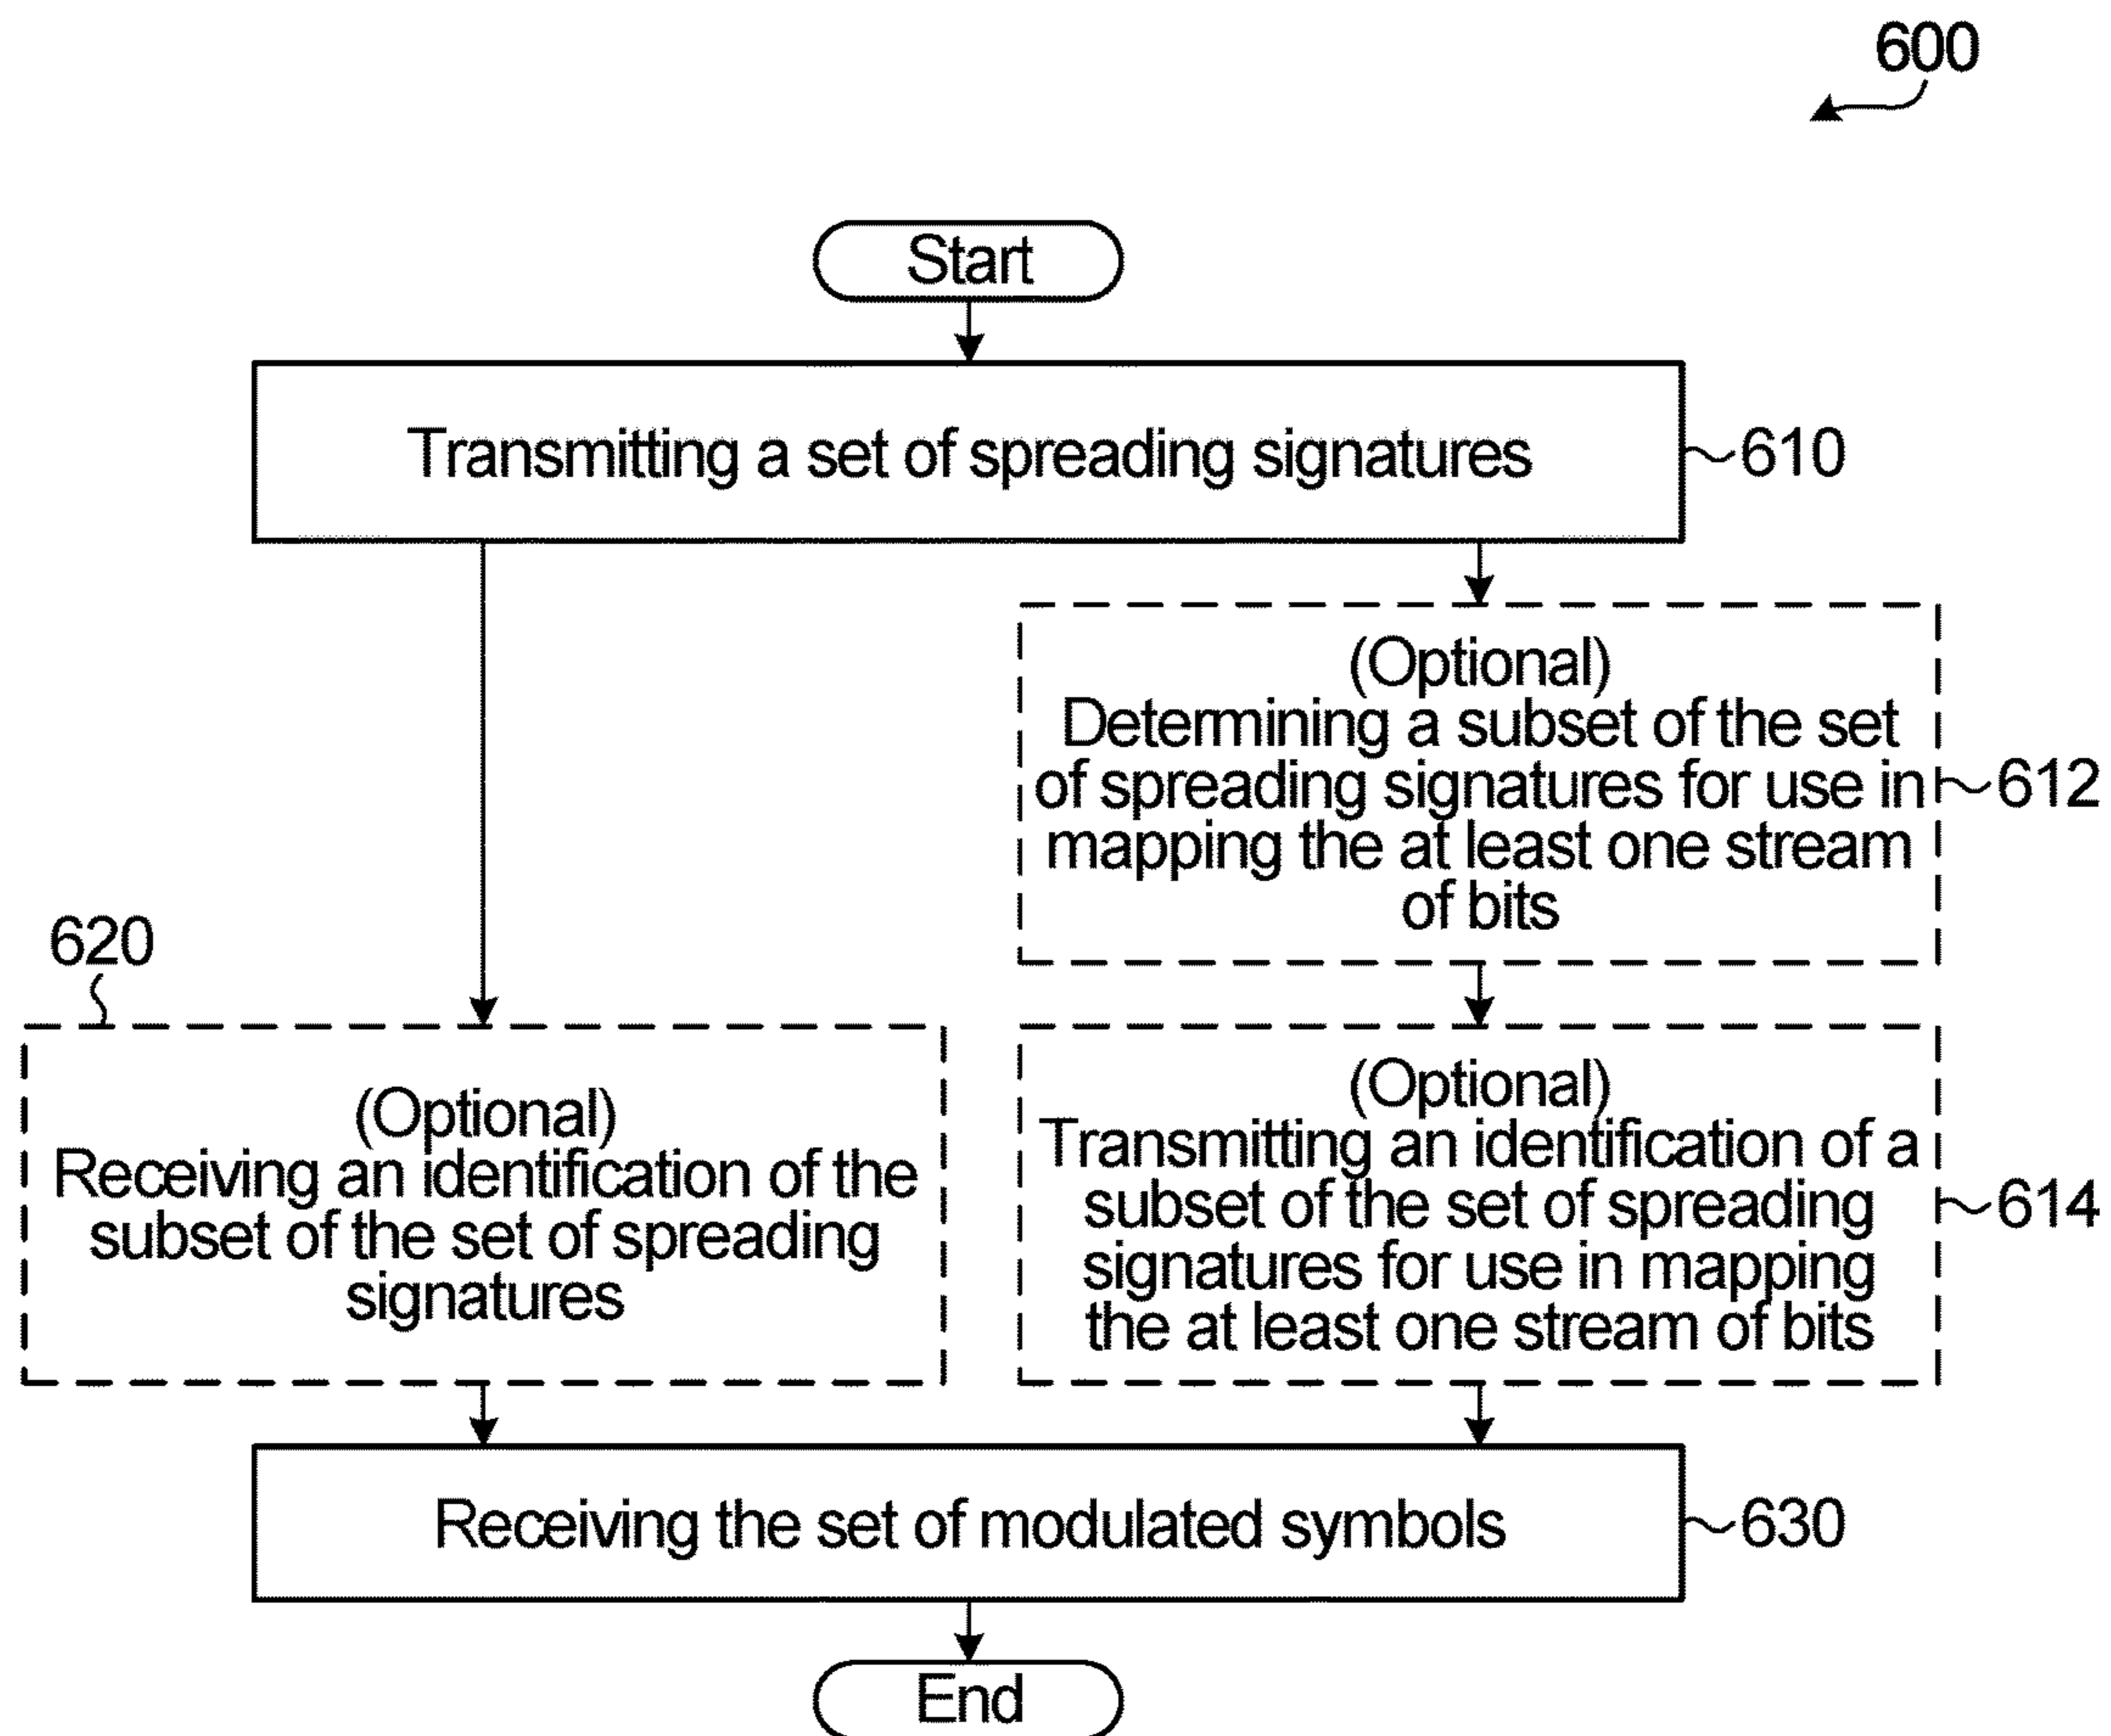 600
Start
Transmitting a set of spreading signatures
610
(Optional)
Determining a subset of the set
of spreading signatures for use in
mapping the at least one stream
of bits
612
620
(Optional)
Receiving an identification of the
subset of the set of spreading
signatures
(Optional)
Transmitting an identification of a
subset of the set of spreading
signatures for use in mapping
the at least one stream of bits
614
Receiving the set of modulated symbols
630
End